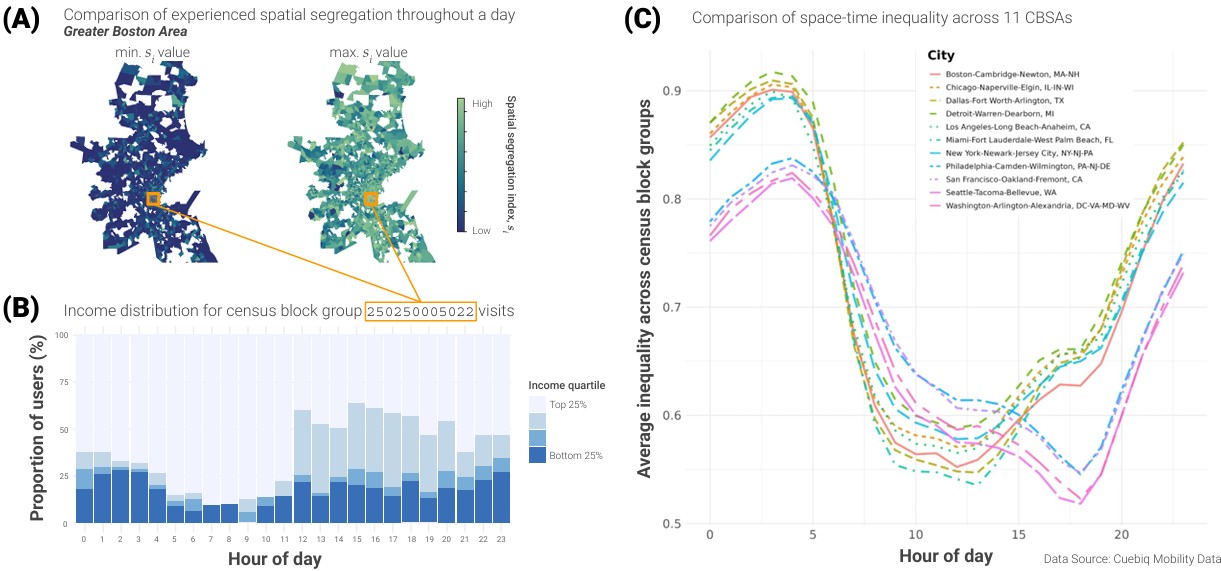 (A)
Comparison of experienced spatial segregation throughout a day
Greater Boston Area
min. s_i value
max. s_i value
High
Low
Spatial segregation index, s_i
(B)
Income distribution for census block group 250250005022 visits
Proportion of users (%)
100
75
50
25
0
0 1 2 3 4 5 6 7 8 9 10 11 12 13 14 15 16 17 18 19 20 21 22 23
Hour of day
Income quartile
Top 25%
Bottom 25%
(C)
Comparison of space-time inequality across 11 CBSAs
Average inequality across census block groups
0.9
0.8
0.7
0.6
0.5
0 5 10 15 20
Hour of day
City
Boston-Cambridge-Newton, MA-NH
Chicago-Naperville-Elgin, IL-IN-WI
Dallas-Fort Worth-Arlington, TX
Detroit-Warren-Dearborn, MI
Los Angeles-Long Beach-Anaheim, CA
Miami-Fort Lauderdale-West Palm Beach, FL
New York-Newark-Jersey City, NY-NJ-PA
Philadelphia-Camden-Wilmington, PA-NJ-DE
San Francisco-Oakland-Fremont, CA
Seattle-Tacoma-Bellevue, WA
Washington-Arlington-Alexandria, DC-VA-MD-WV
Data Source: Cuebiq Mobility Data